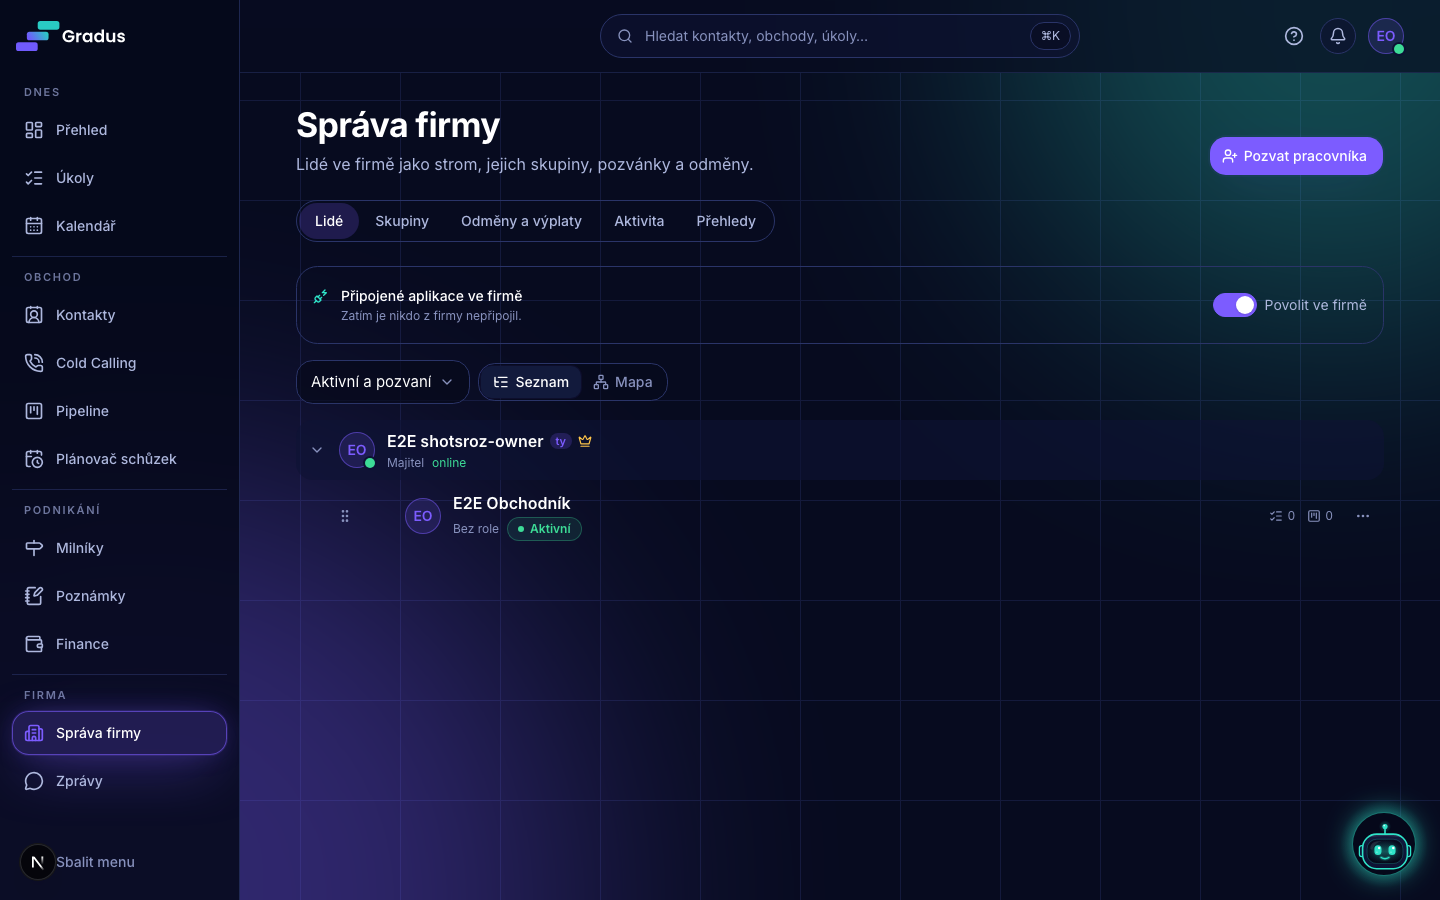 Gradus
Hledat kontakty, obchody, úkoly...
⌘K
EO
DNES
Přehled
Úkoly
Kalendář
OBCHOD
Kontakty
Cold Calling
Pipeline
Plánovač schůzek
PODNIKÁNÍ
Milníky
Poznámky
Finance
FIRMA
Správa firmy
Zprávy
N
Sbalit menu
Správa firmy
Lidé ve firmě jako strom, jejich skupiny, pozvánky a odměny.
Pozvat pracovníka
Lidé Skupiny Odměny a výplaty Aktivita Přehledy
Připojené aplikace ve firmě
Zatím je nikdo z firmy nepřipojil.
Povolit ve firmě
Aktivní a pozvaní
Seznam Mapa
EO
E2E shotsroz-owner ty
Majitel online
EO
E2E Obchodník
Bez role Aktivní
0 0